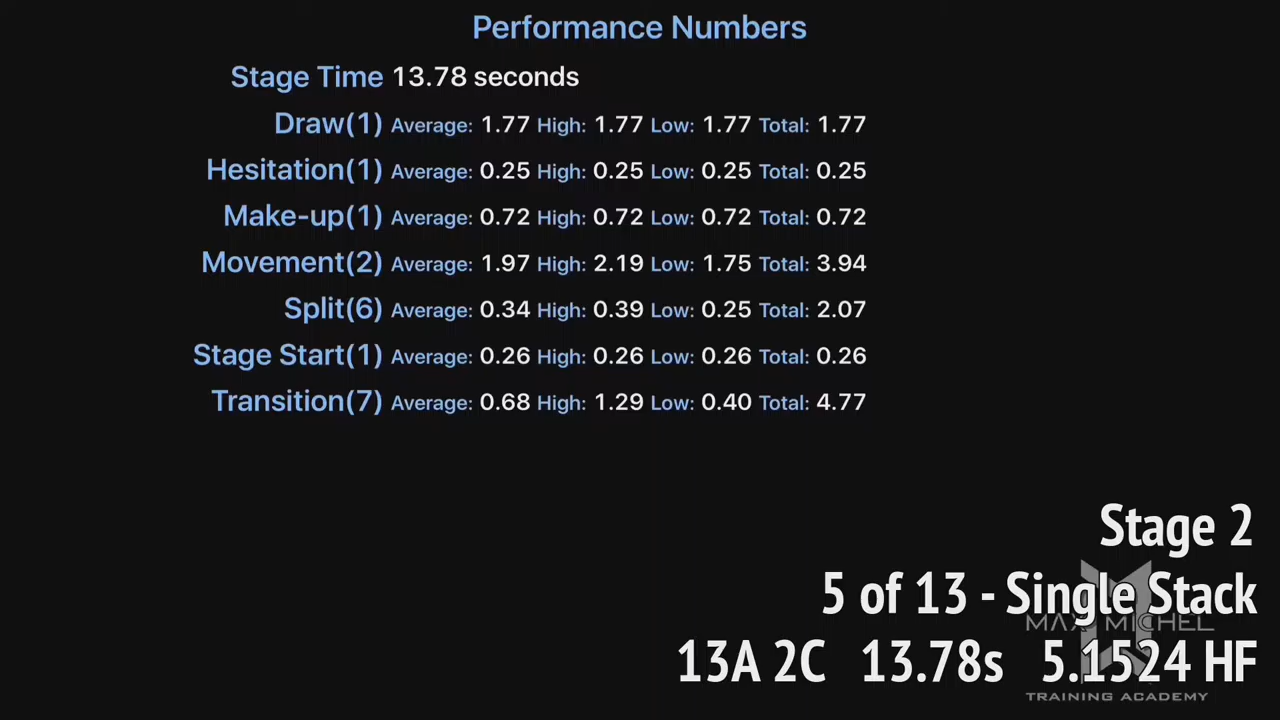 Performance Numbers
Stage Time 13.78 seconds
Draw(1) Average: 1.77 High: 1.77 Low: 1.77 Total: 1.77
Hesitation(1) Average: 0.25 High: 0.25 Low: 0.25 Total: 0.25
Make-up(1) Average: 0.72 High: 0.72 Low: 0.72 Total: 0.72
Movement(2) Average: 1.97 High: 2.19 Low: 1.75 Total: 3.94
Split(6) Average: 0.34 High: 0.39 Low: 0.25 Total: 2.07
Stage Start(1) Average: 0.26 High: 0.26 Low: 0.26 Total: 0.26
Transition(7) Average: 0.68 High: 1.29 Low: 0.40 Total: 4.77
Stage 2
5 of 13 - Single Stack
MAX MICHEL
13A 2C 13.78s 5.1524 HF
TRAINING ACADEMY